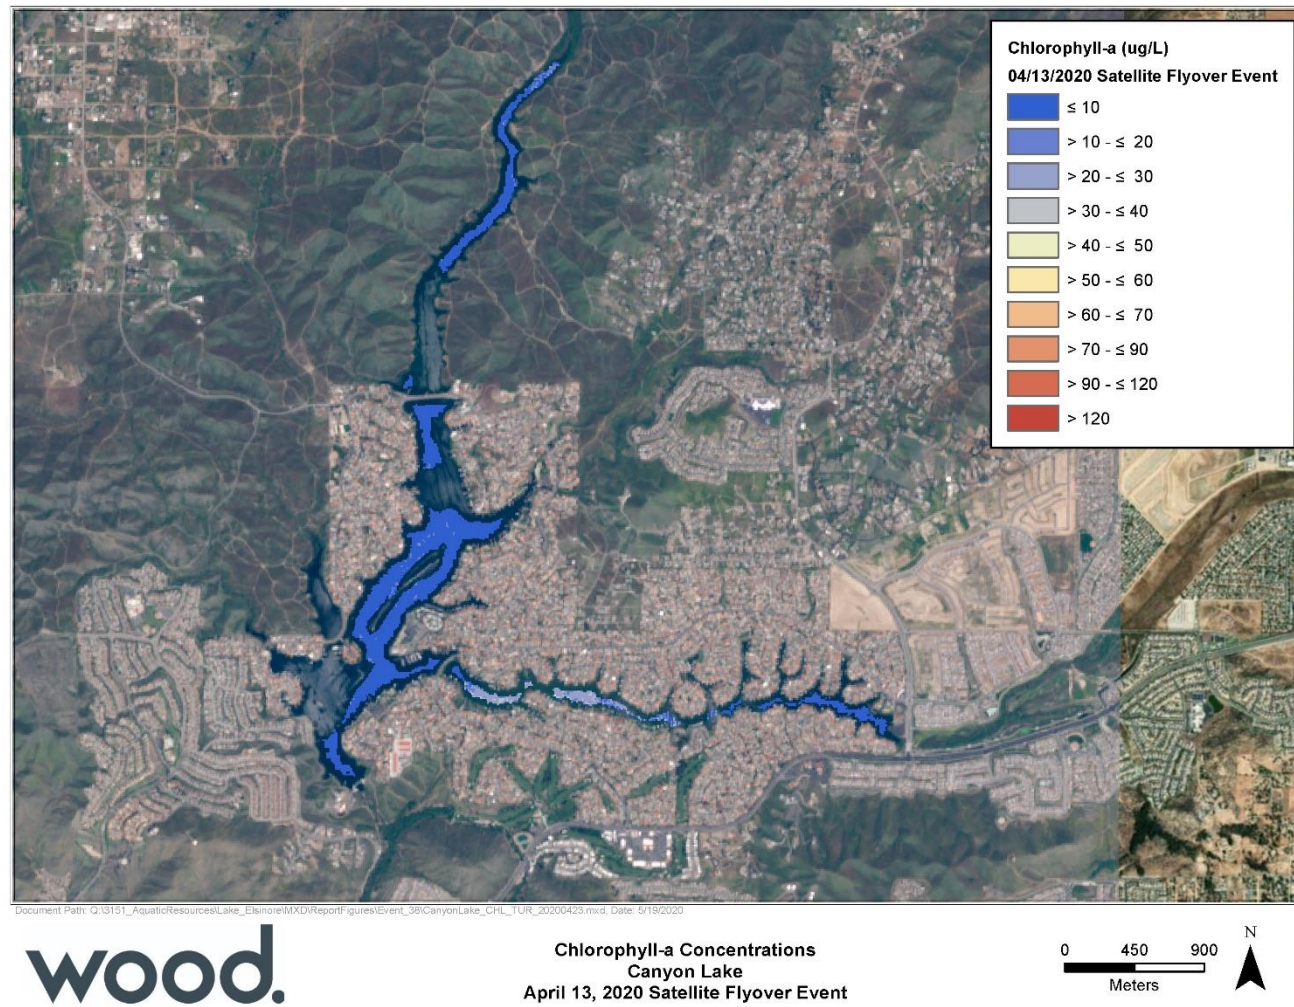 Chlorophyll-a (ug/L)
04/13/2020 Satellite Flyover Event
≤ 10
> 10 - ≤ 20
> 20 - ≤ 30
> 30 - ≤ 40
> 40 - ≤ 50
> 50 - ≤ 60
> 60 - ≤ 70
> 70 - ≤ 90
> 90 - ≤ 120
> 120
Document Path: Q:\3151_AquaticResources\Lake_Elsinore\MXD\ReportFigures\Event_38\CanyonLake_CHL_TUR_20200423.mxd, Date: 5/19/2020
wood.
Chlorophyll-a Concentrations
Canyon Lake
April 13, 2020 Satellite Flyover Event
0 450 900
Meters
N